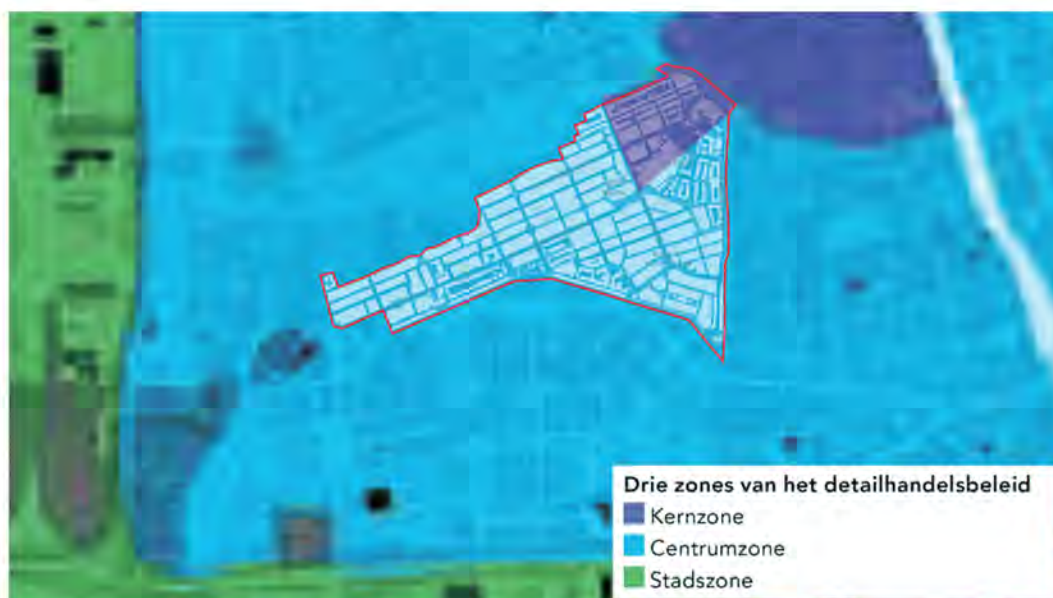 Drie zones van het detailhandelsbeleid
Kernzone
Centrumzone
Stadszone